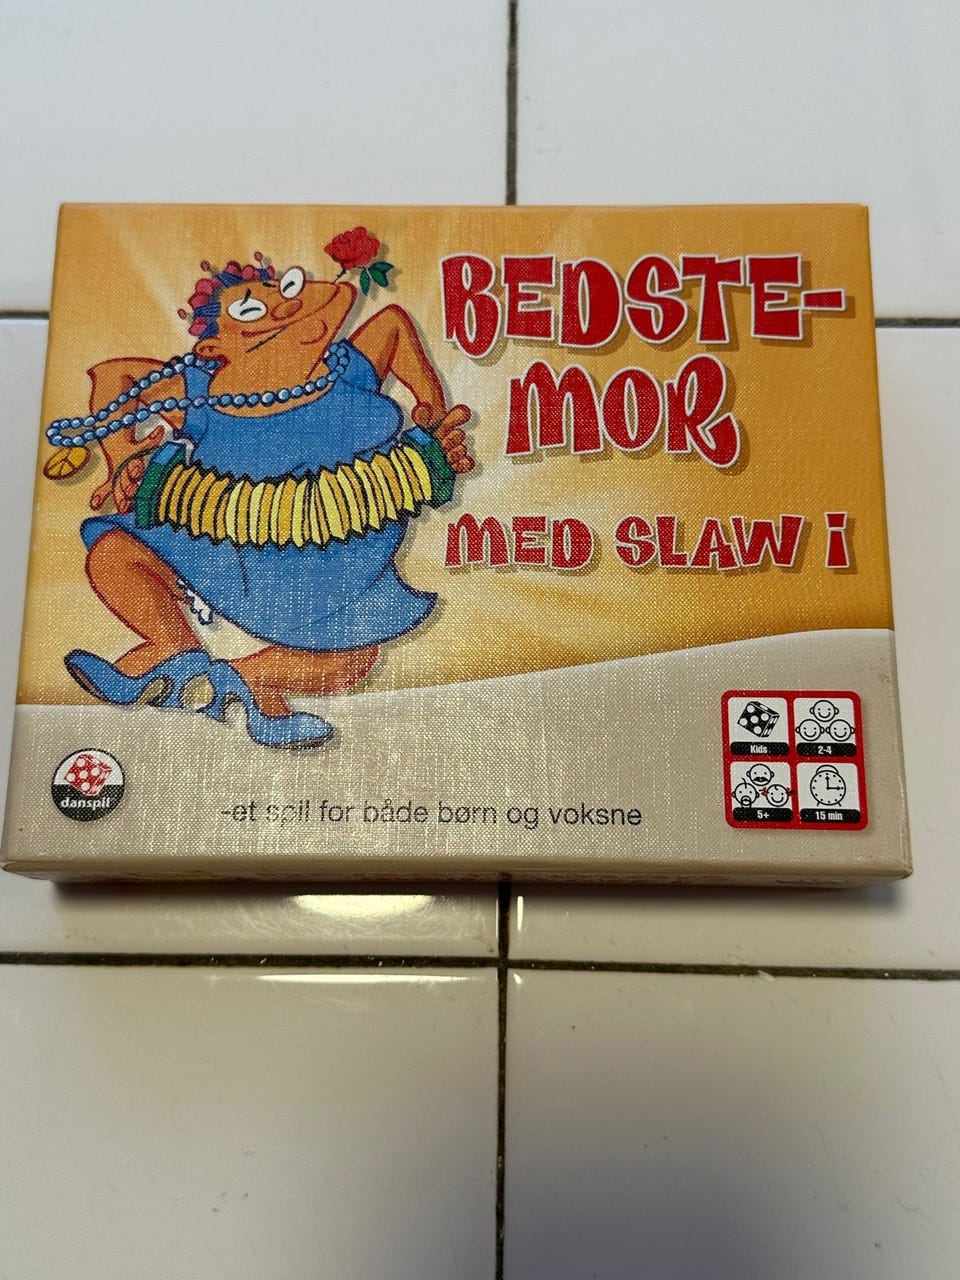 BEDSTE-
MOR
MED SLAW i
danspil
-et spil for både børn og voksne
Kids
2-4
5+
15 min